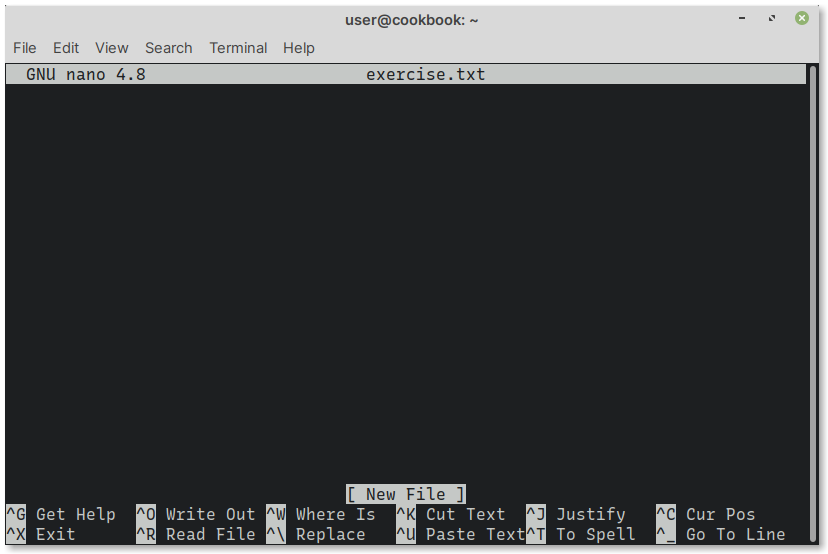 user@cookbook: ~
File Edit View Search Terminal Help
GNU nano 4.8 exercise.txt
[ New File ]
^G Get Help ^O Write Out ^W Where Is ^K Cut Text ^J Justify ^C Cur Pos
^X Exit ^R Read File ^\ Replace ^U Paste Text ^T To Spell ^_ Go To Line